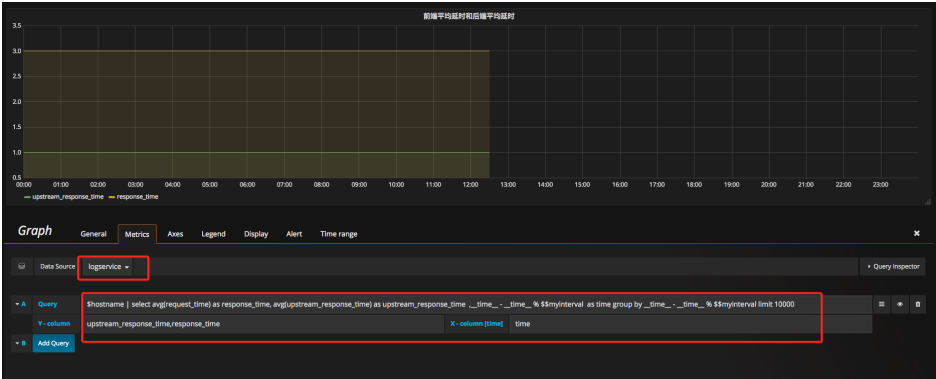 前端平均延时和后端平均延时
3.5
3.0
2.5
2.0
1.5
1.0
0.5
00:00 01:00 02:00 03:00 04:00 05:00 06:00 07:00 08:00 09:00 10:00 11:00 12:00 13:00 14:00 15:00 16:00 17:00 18:00 19:00 20:00 21:00 22:00 23:00
upstream_response_time response_time
Graph General Metrics Axes Legend Display Alert Time range
Data Source logservice Query Inspector
A Query $hostname | select avg(request_time) as response_time, avg(upstream_response_time) as upstream_response_time ,__time__ - __time__ % $$myinterval as time group by __time__ - __time__ % $$myinterval limit 10000
Y - column upstream_response_time,response_time X - column [time] time
B Add Query